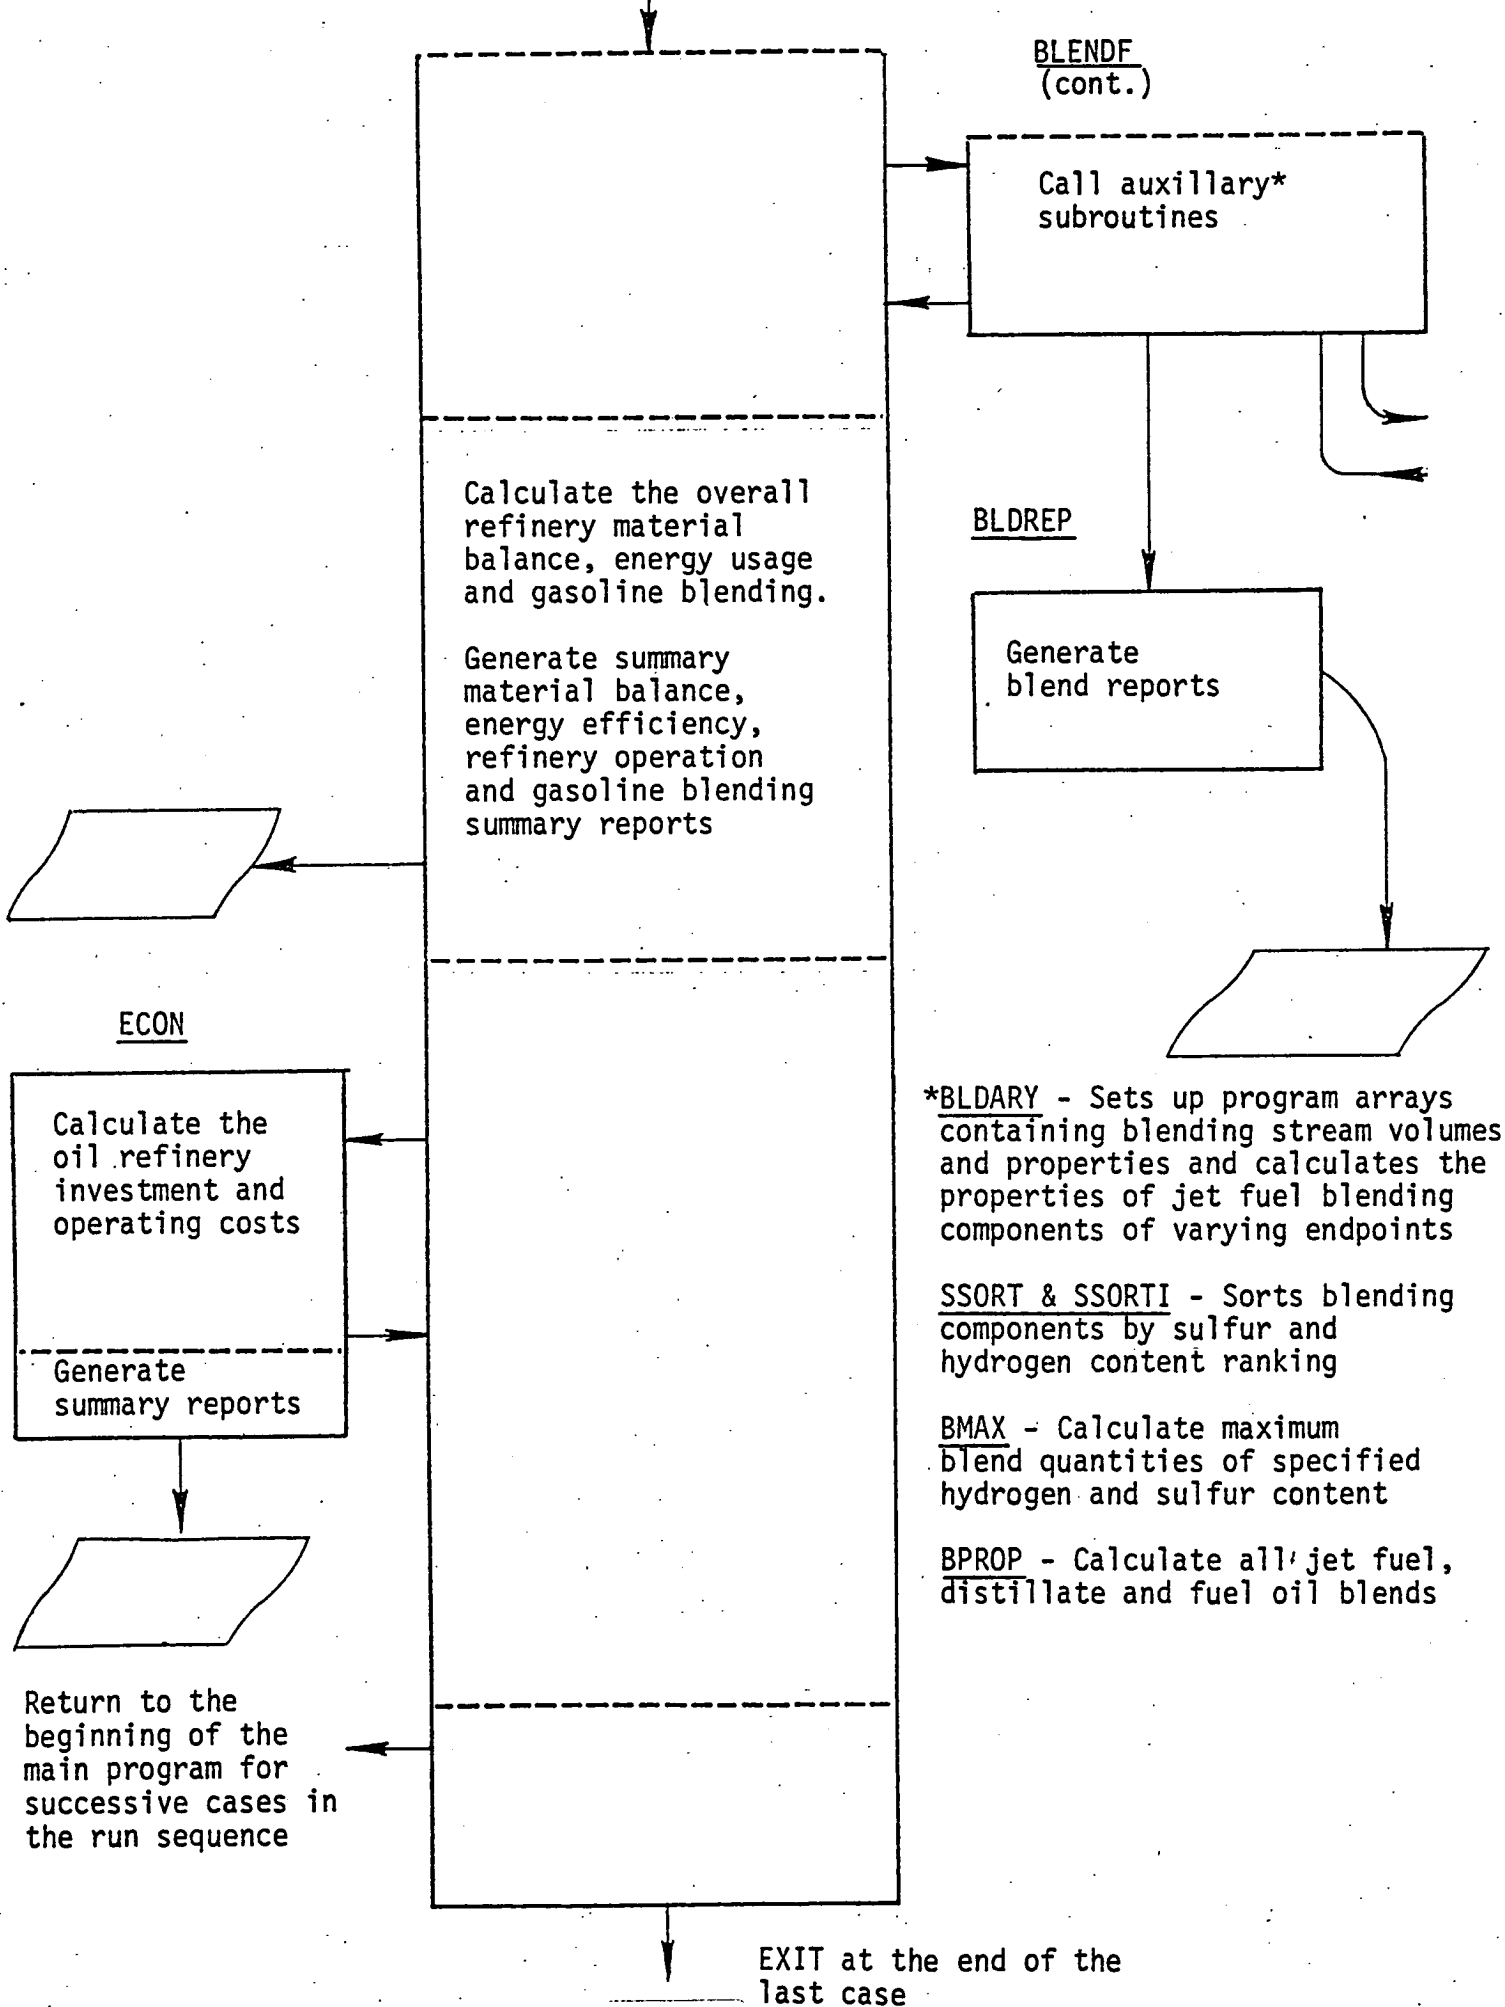 BLENDF
(cont.)
Call auxillary*
subroutines
Calculate the overall
refinery material
balance, energy usage
and gasoline blending.
Generate summary
material balance,
energy efficiency,
refinery operation
and gasoline blending
summary reports
BLDREP
Generate
blend reports
ECON
Calculate the
oil refinery
investment and
operating costs
Generate
summary reports
*BLDARY - Sets up program arrays
containing blending stream volumes
and properties and calculates the
properties of jet fuel blending
components of varying endpoints
SSORT & SSORTI - Sorts blending
components by sulfur and
hydrogen content ranking
BMAX - Calculate maximum
blend quantities of specified
hydrogen and sulfur content
BPROP - Calculate all jet fuel,
distillate and fuel oil blends
Return to the
beginning of the
main program for
successive cases in
the run sequence
EXIT at the end of the
last case